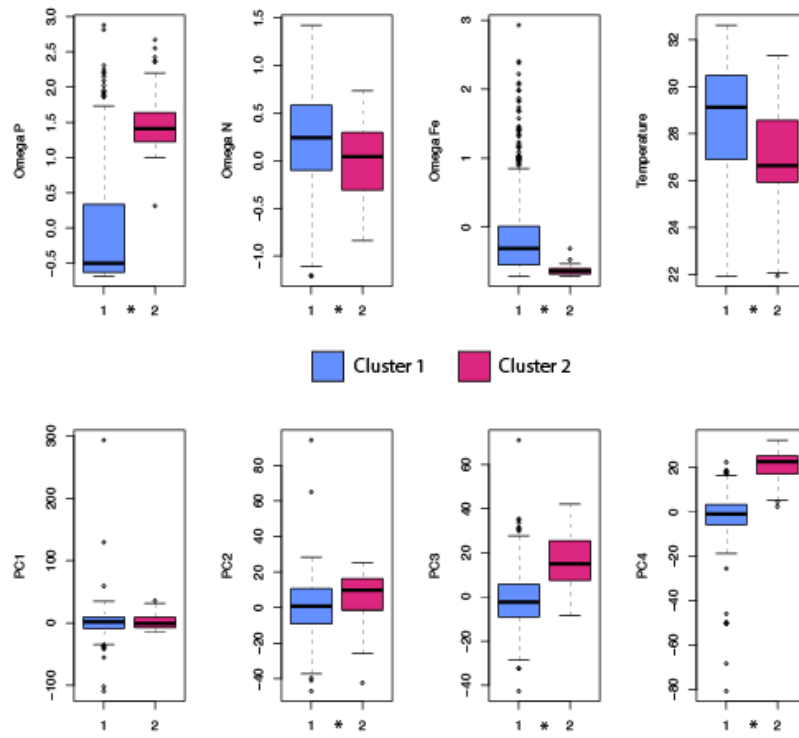 Omega P
3.0
2.5
2.0
1.5
1.0
0.5
0.0
−0.5
1 * 2
Omega N
1.5
1.0
0.5
0.0
−0.5
−1.0
1 * 2
Omega Fe
3
1
0
1 * 2
Temperature
32
30
28
26
24
22
1 * 2
Cluster 1
Cluster 2
PC1
300
200
100
0
−100
1 2
PC2
80
60
40
20
0
−20
−40
1 * 2
PC3
60
40
20
0
−20
−40
1 * 2
PC4
20
0
−20
−40
−60
−80
1 * 2